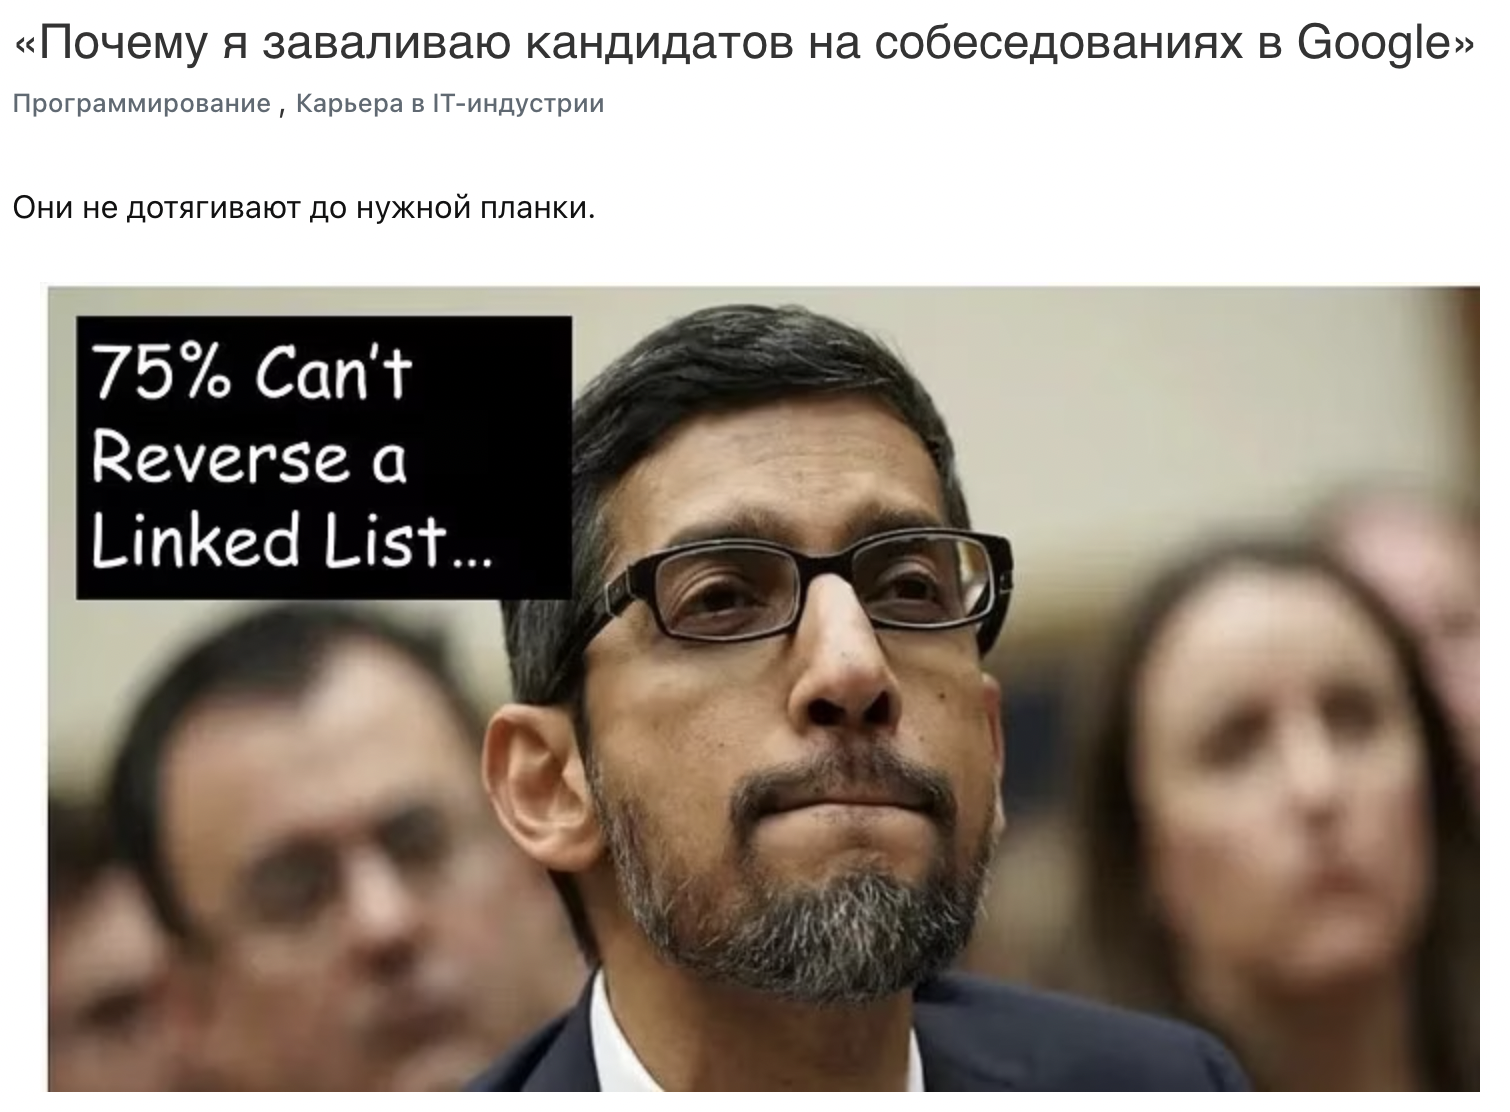 «Почему я заваливаю кандидатов на собеседованиях в Google»
Программирование , Карьера в IT-индустрии
Они не дотягивают до нужной планки.
75% Can't
Reverse a
Linked List...